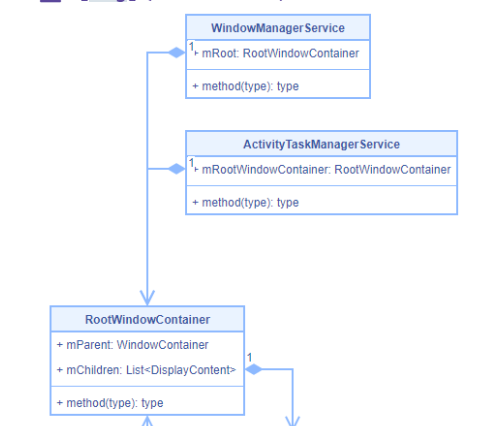 WindowManagerService
1
+ mRoot: RootWindowContainer
+ method(type): type
ActivityTaskManagerService
1
+ mRootWindowContainer: RootWindowContainer
+ method(type): type
RootWindowContainer
+ mParent: WindowContainer
+ mChildren: List<DisplayContent>
1
+ method(type): type